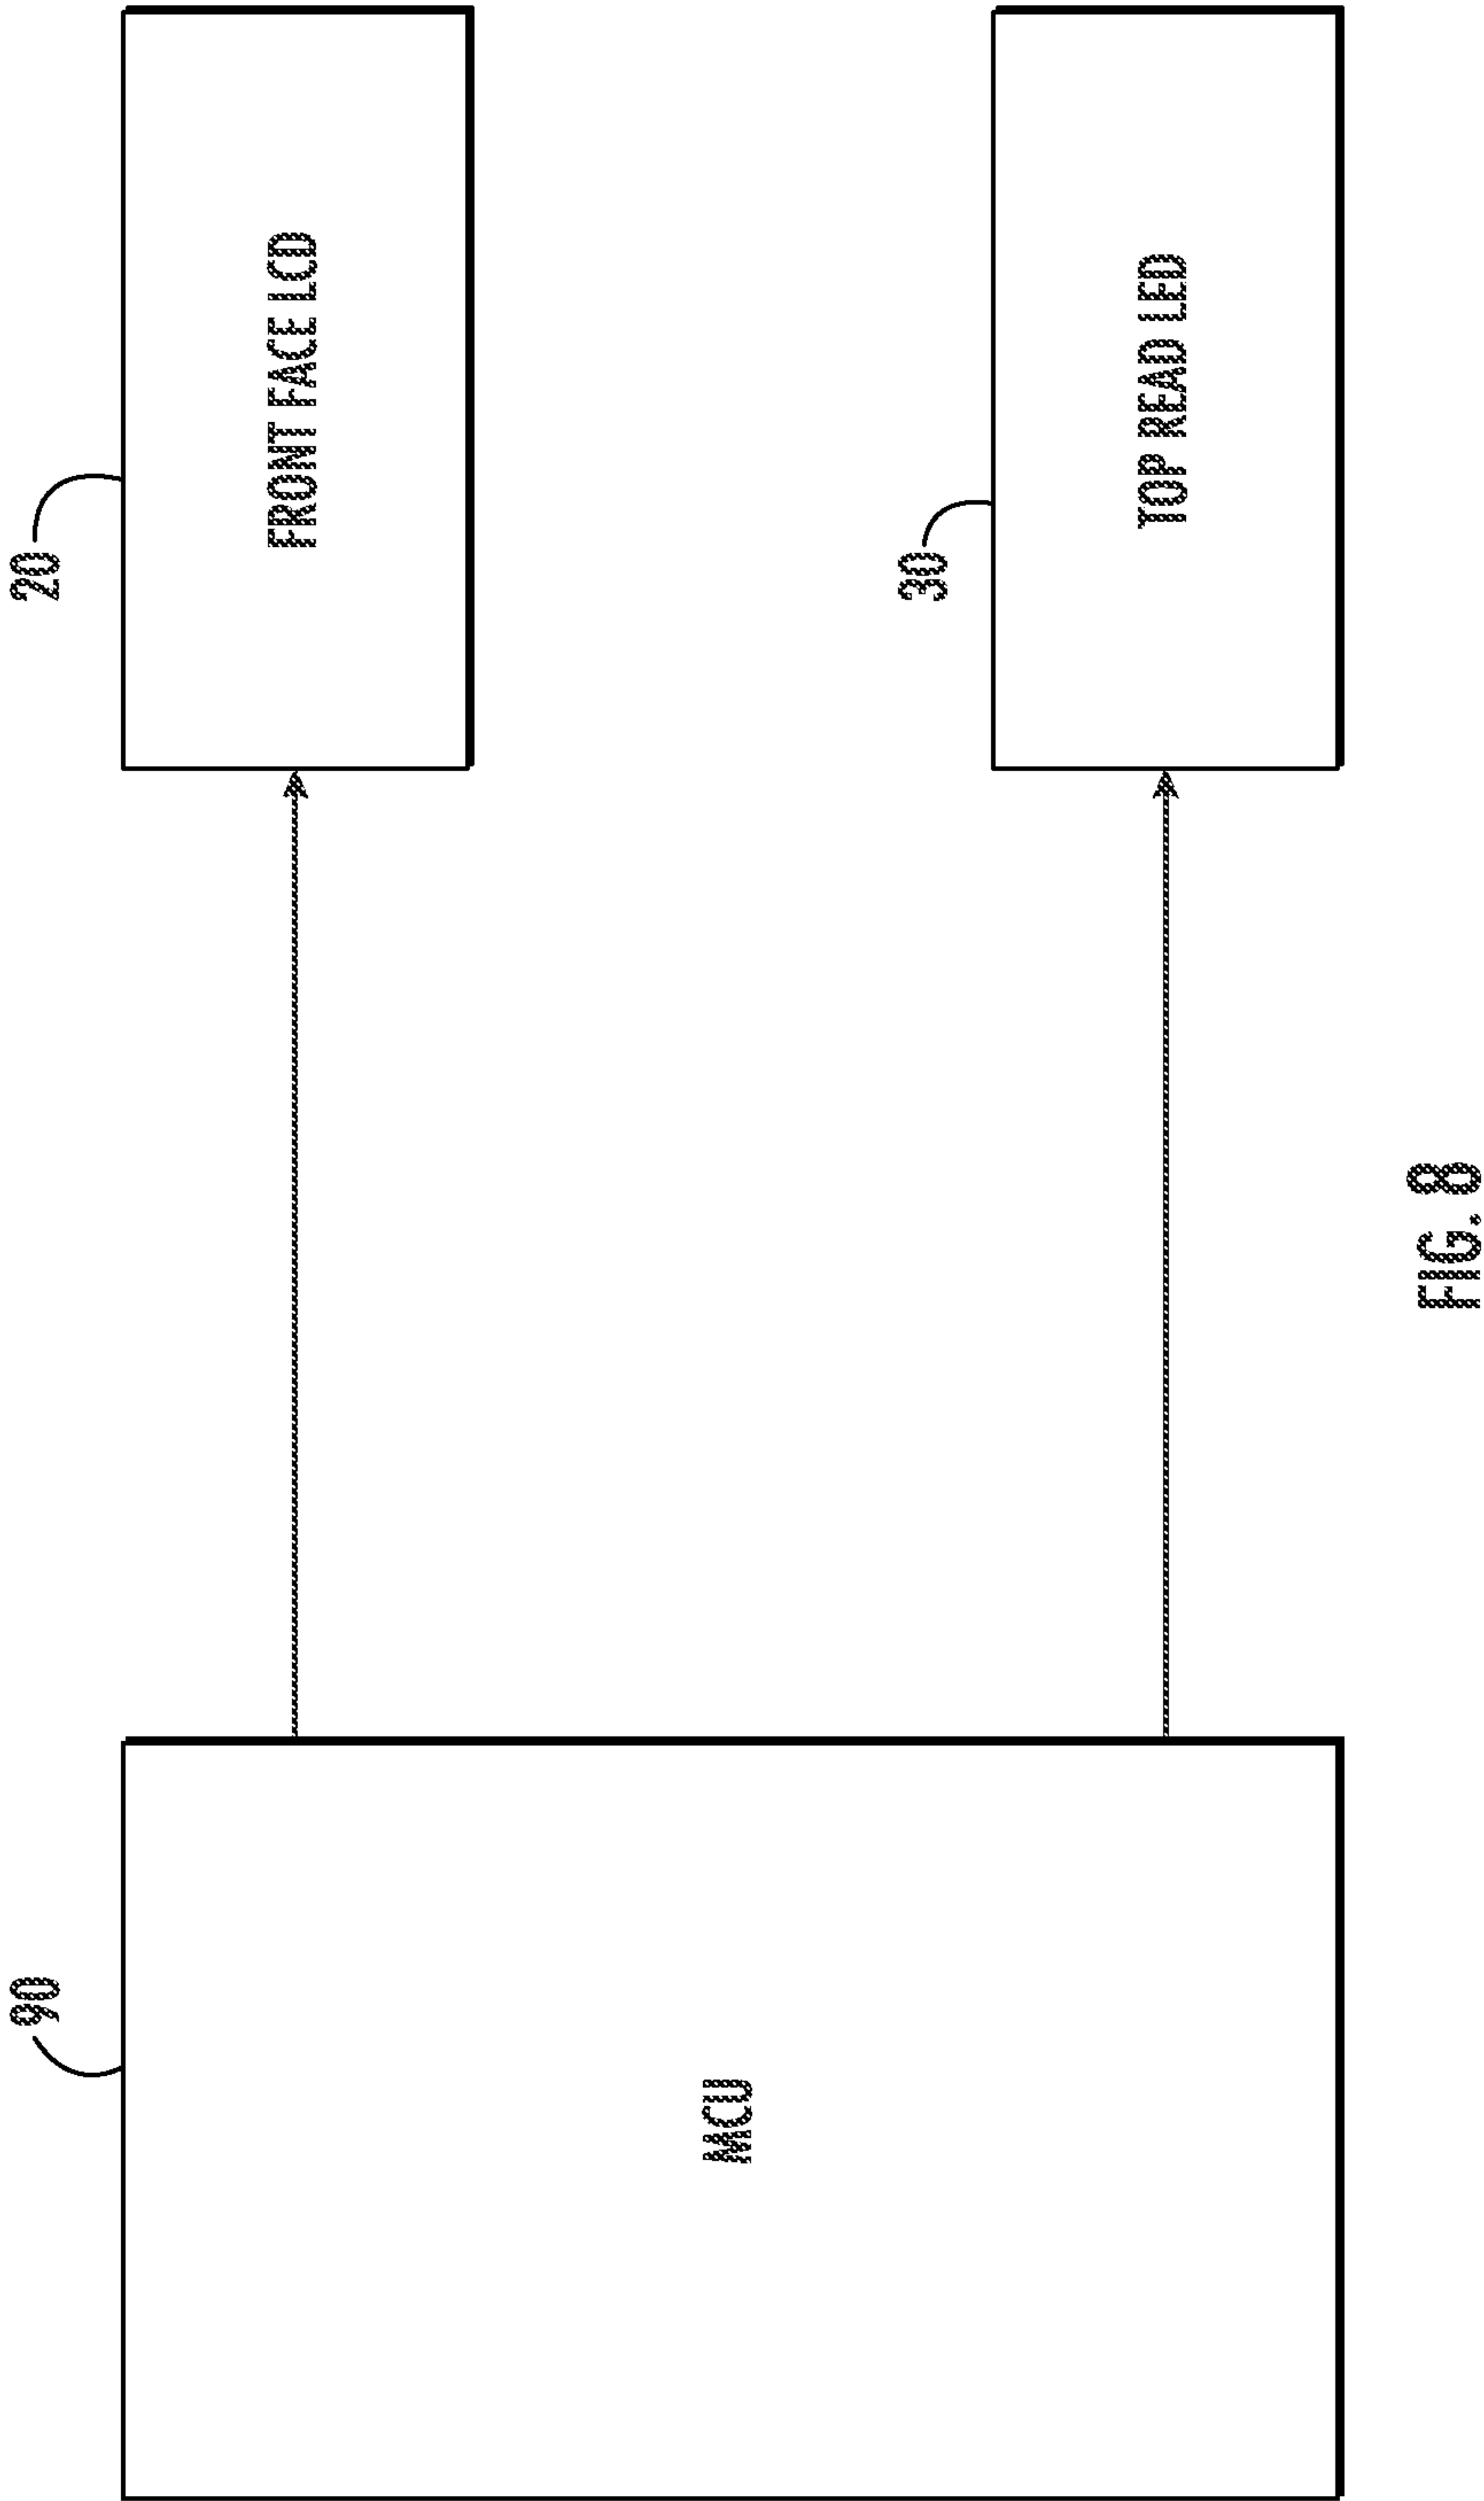 90
MCU
20
FRONT FACE LCD
30
TOP READ LED
FIG. 8